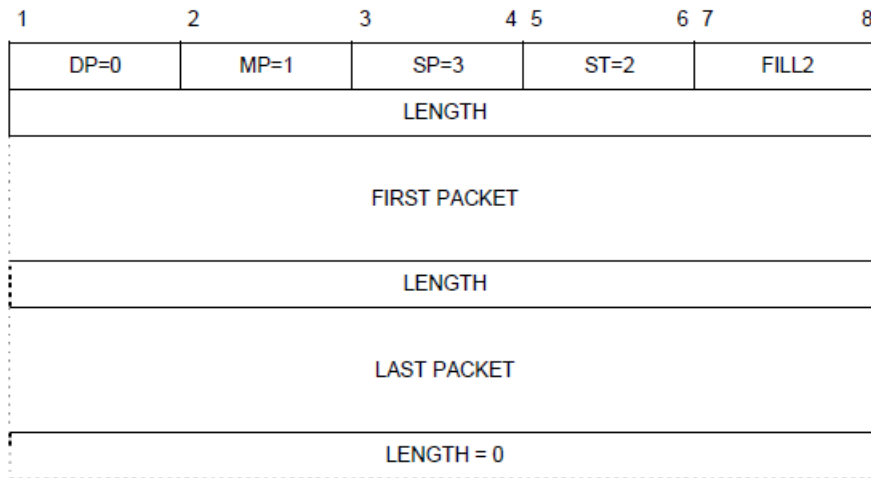 1 2 3 4 5 6 7 8
DP=0 MP=1 SP=3 ST=2 FILL2
LENGTH
FIRST PACKET
LENGTH
LAST PACKET
LENGTH = 0